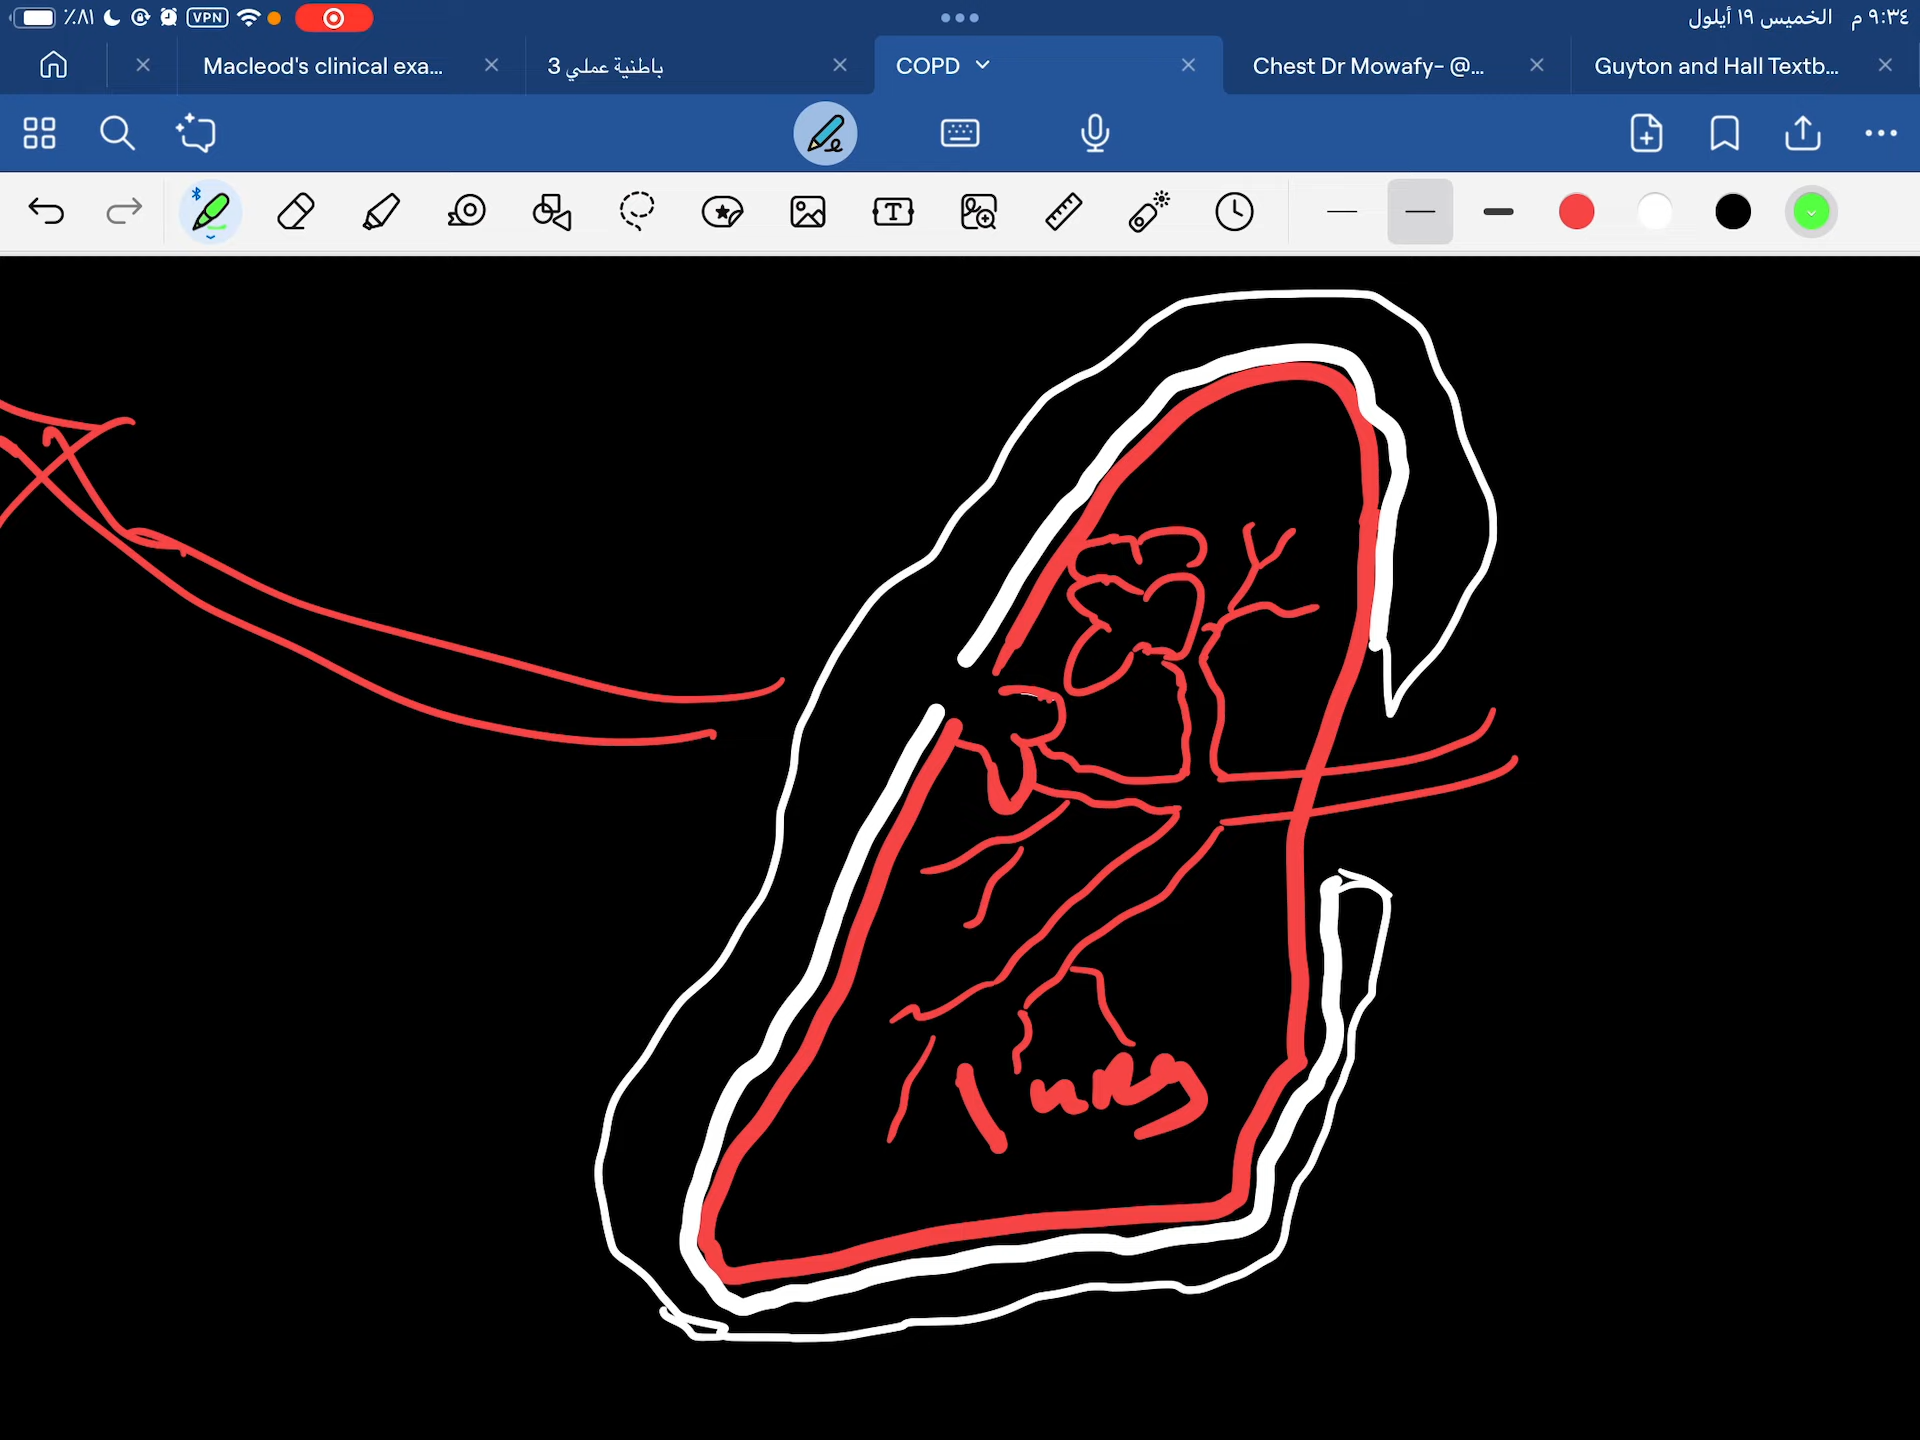 ٪٨١ VPN
٩:٣٤ م الخميس ١٩ أيلول
Macleod's clinical exa...
باطنية عملي 3
COPD
Chest Dr Mowafy- @...
Guyton and Hall Textb...
T
lung